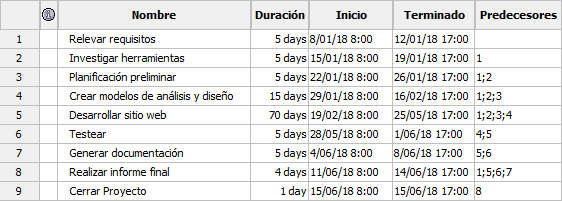 Nombre Duración Inicio Terminado Predecesores
1 Relevar requisitos 5 days 8/01/18 8:00 12/01/18 17:00
2 Investigar herramientas 5 days 15/01/18 8:00 19/01/18 17:00 1
3 Planificación preliminar 5 days 22/01/18 8:00 26/01/18 17:00 1;2
4 Crear modelos de análisis y diseño 15 days 29/01/18 8:00 16/02/18 17:00 1;2;3
5 Desarrollar sitio web 70 days 19/02/18 8:00 25/05/18 17:00 1;2;3;4
6 Testear 5 days 28/05/18 8:00 1/06/18 17:00 4;5
7 Generar documentación 5 days 4/06/18 8:00 8/06/18 17:00 5;6
8 Realizar informe final 4 days 11/06/18 8:00 14/06/18 17:00 1;5;6;7
9 Cerrar Proyecto 1 day 15/06/18 8:00 15/06/18 17:00 8